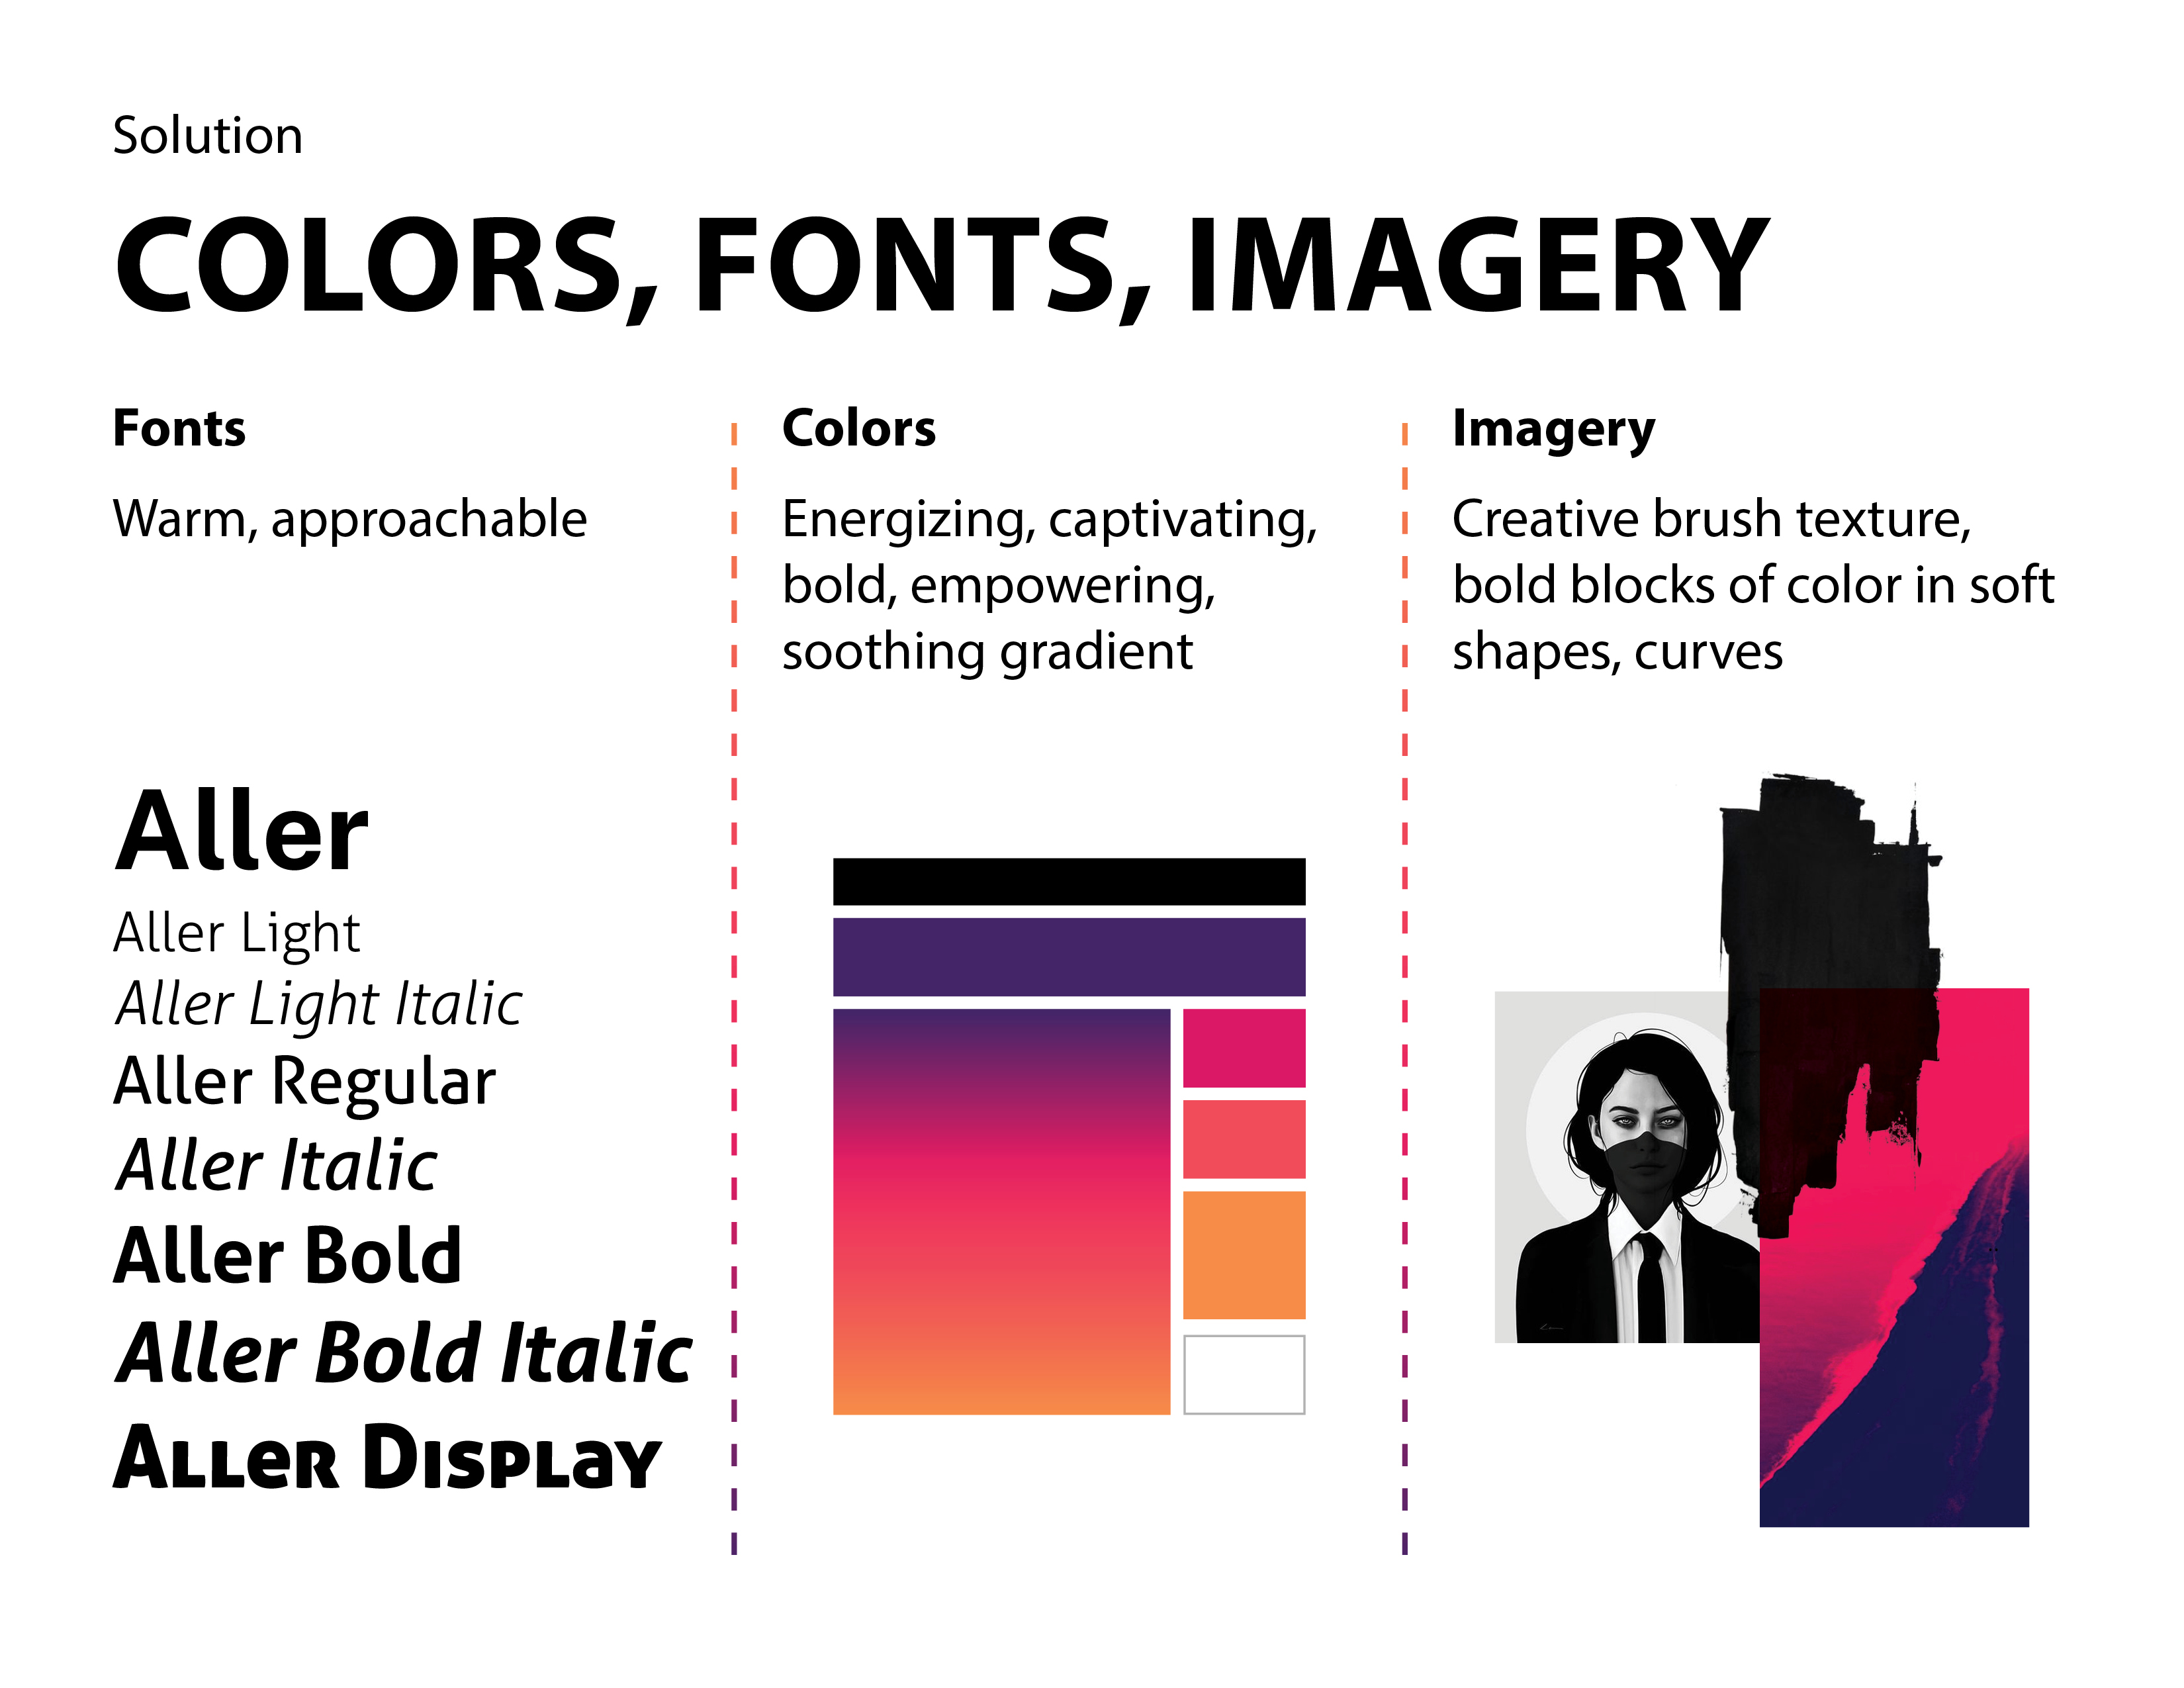 Solution
COLORS, FONTS, IMAGERY
Fonts
Warm, approachable
Aller
Aller Light
Aller Light Italic
Aller Regular
Aller Italic
Aller Bold
Aller Bold Italic
Aller Display
Colors
Energizing, captivating,
bold, empowering,
soothing gradient
Imagery
Creative brush texture,
bold blocks of color in soft
shapes, curves